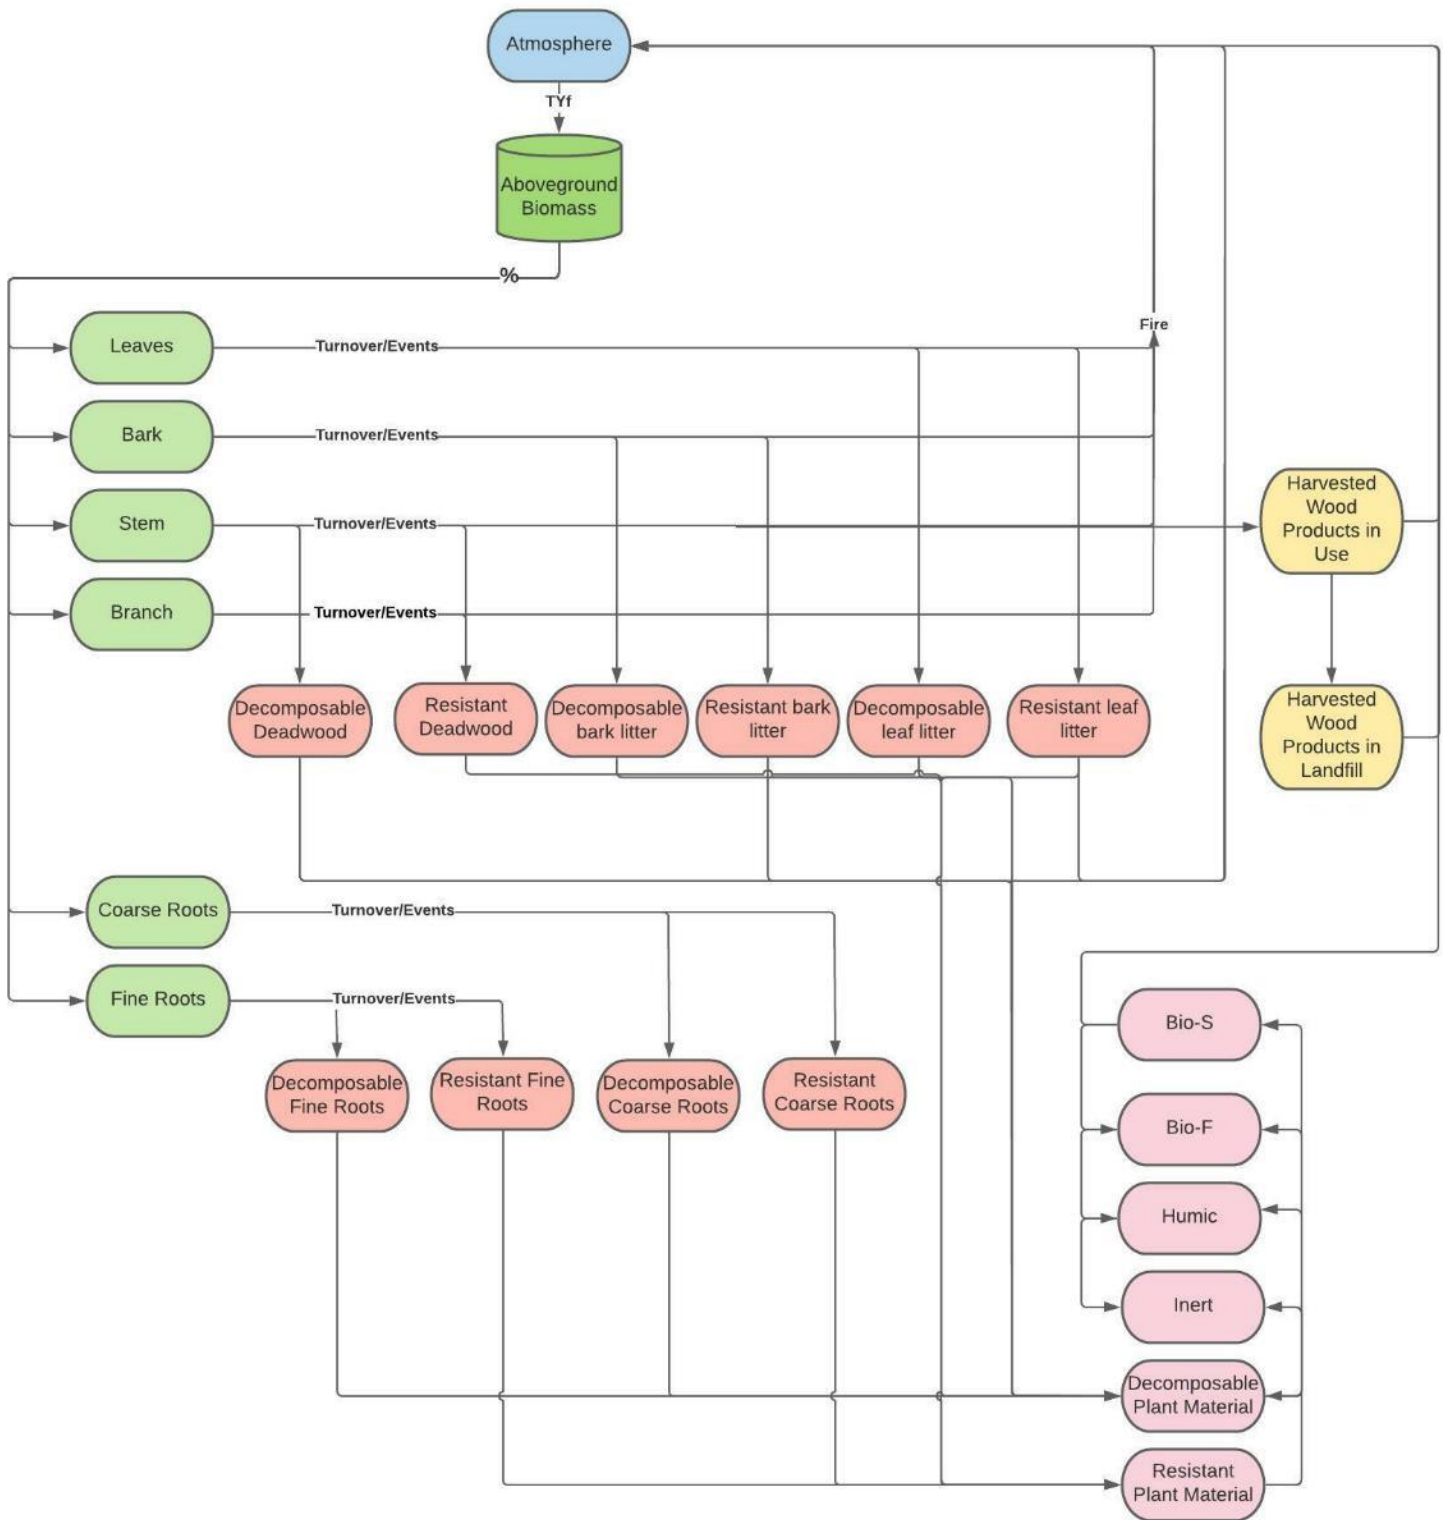 Atmosphere
TYf
Aboveground
Biomass
%
Fire
Leaves
Turnover/Events
Bark
Turnover/Events
Stem
Turnover/Events
Harvested
Wood
Products in
Use
Branch
Turnover/Events
Decomposable
Deadwood
Resistant
Deadwood
Decomposable
bark litter
Resistant bark
litter
Decomposable
leaf litter
Resistant leaf
litter
Harvested
Wood
Products in
Landfill
Coarse Roots
Turnover/Events
Fine Roots
Turnover/Events
Decomposable
Fine Roots
Resistant Fine
Roots
Decomposable
Coarse Roots
Resistant
Coarse Roots
Bio-S
Bio-F
Humic
Inert
Decomposable
Plant Material
Resistant
Plant Material